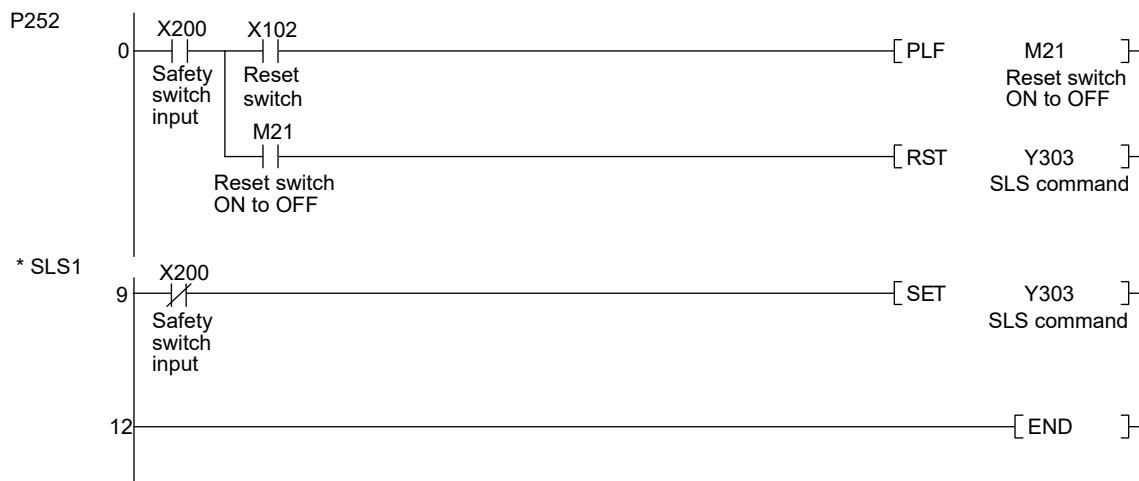 P252
X200 X102
0 PLF M21
Safety switch input
Reset switch
Reset switch ON to OFF
M21
RST Y303
Reset switch ON to OFF
SLS command
* SLS1
X200
9 SET Y303
Safety switch input
SLS command
12 END